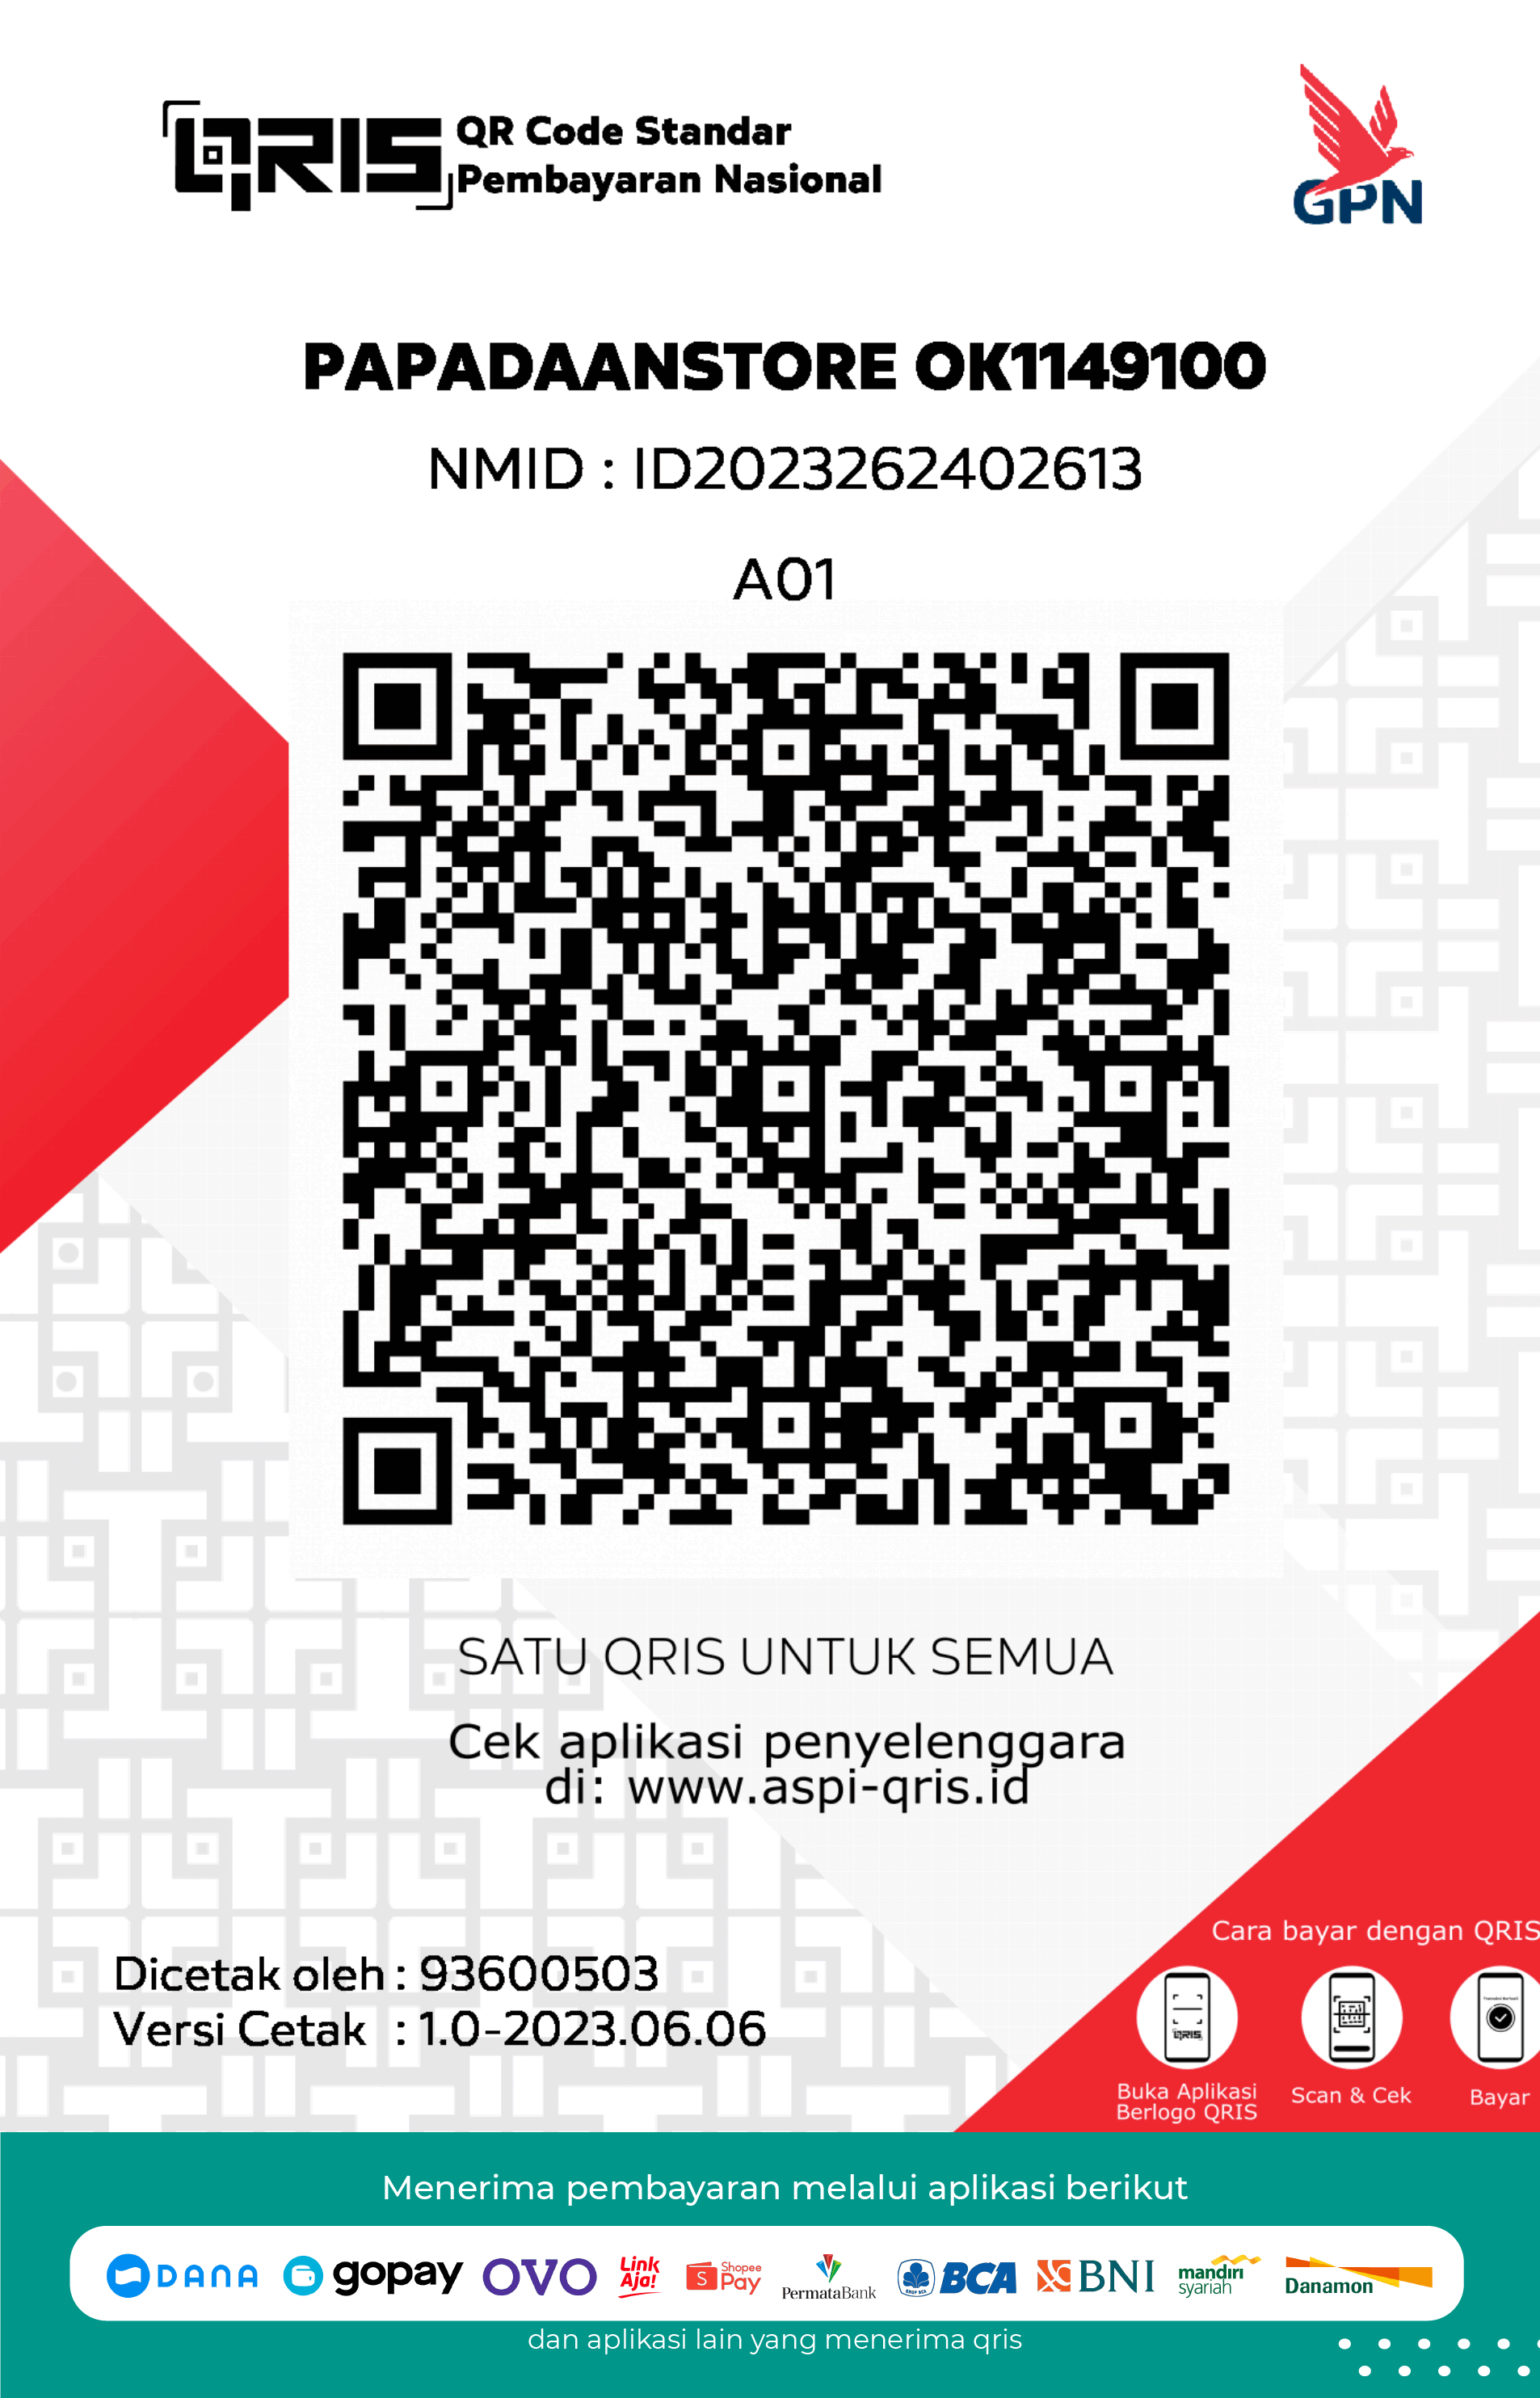 QRIS QR Code Standar
Pembayaran Nasional
GPN
PAPADAANSTORE OK1149100
NMID : ID2023262402613
A01
SATU QRIS UNTUK SEMUA
Cek aplikasi penyelenggara
di: www.aspi-qris.id
Dicetak oleh : 93600503
Versi Cetak : 1.0-2023.06.06
Cara bayar dengan QRIS
QRIS
Buka Aplikasi
Berlogo QRIS
Scan & Cek
Bayar
Menerima pembayaran melalui aplikasi berikut
DANA gopay OVO Link Aja! S Shopee Pay PermataBank BCA BNI mandiri syariah Danamon
dan aplikasi lain yang menerima qris